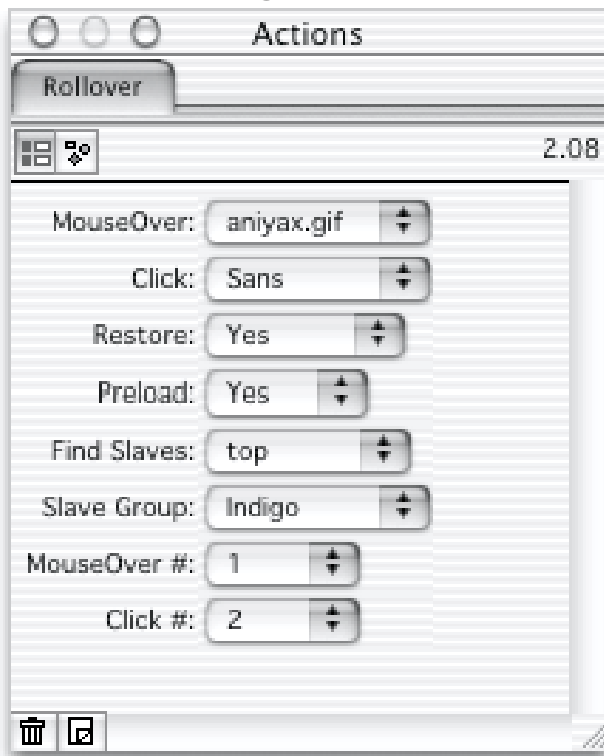 Actions
Rollover
2.08
MouseOver: aniyax.gif
Click: Sans
Restore: Yes
Preload: Yes
Find Slaves: top
Slave Group: Indigo
MouseOver #: 1
Click #: 2